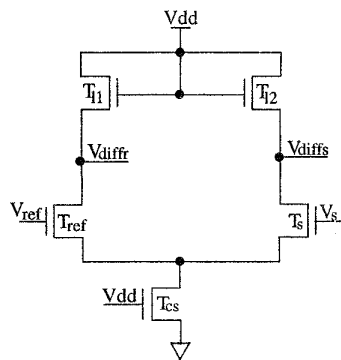 Vdd
Tl1
Tl2
Vdiffr
Vdiffs
Vref
Tref
Ts
Vs
Vdd
Tcs